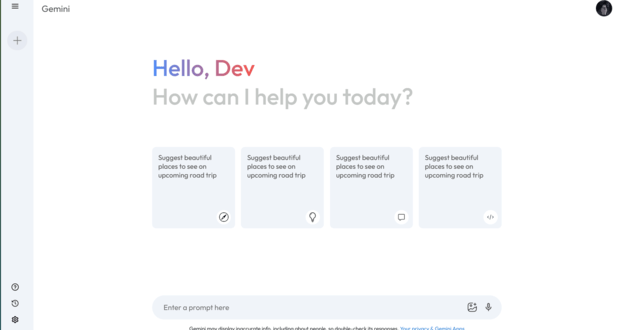 Gemini
Hello, Dev
How can I help you today?
Suggest beautiful
places to see on
upcoming road trip
Suggest beautiful
places to see on
upcoming road trip
Suggest beautiful
places to see on
upcoming road trip
Suggest beautiful
places to see on
upcoming road trip
</>
Enter a prompt here
Gemini may display inaccurate info, including about people, so double-check its responses. Your privacy & Gemini Apps